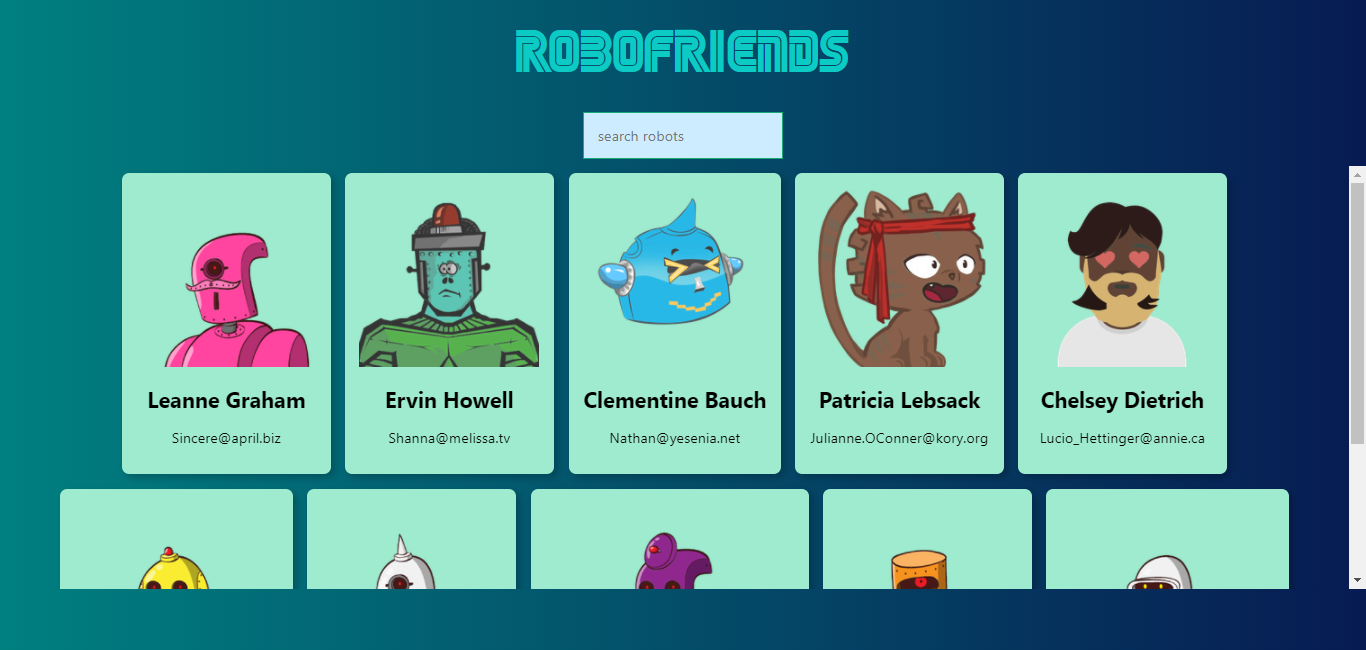 ROBOFRIENDS
search robots
Leanne Graham
Ervin Howell
Clementine Bauch
Patricia Lebsack
Chelsey Dietrich
Sincere@april.biz
Shanna@melissa.tv
Nathan@yesenia.net
Julianne.OConner@kory.org
Lucio_Hettinger@annie.ca